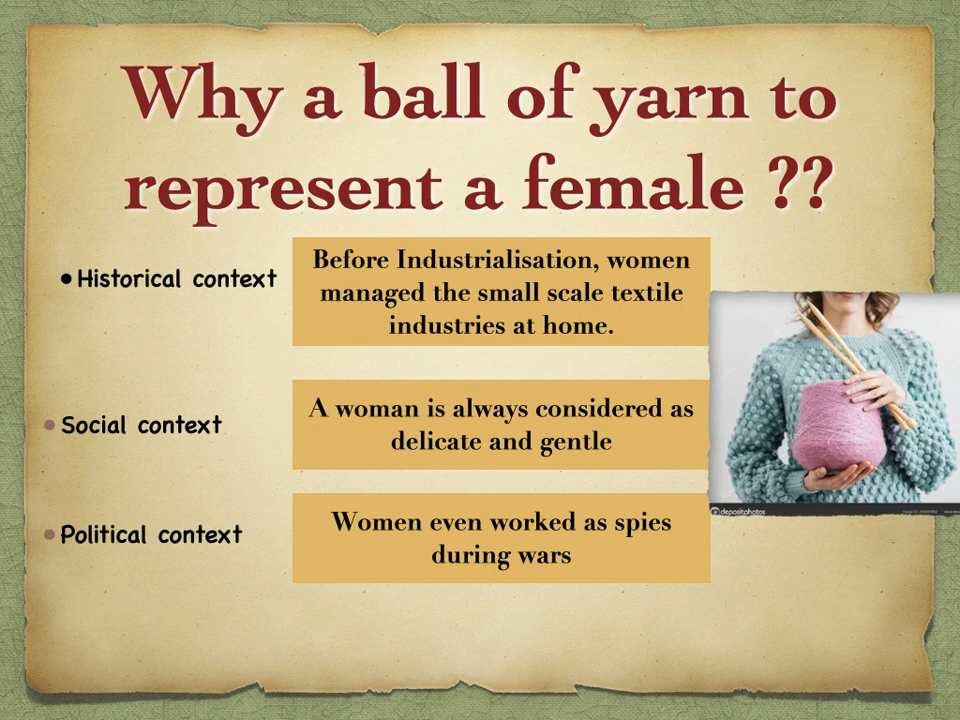 Why a ball of yarn to
represent a female ??
• Historical context
Before Industrialisation, women
managed the small scale textile
industries at home.
• Social context
A woman is always considered as
delicate and gentle
• Political context
Women even worked as spies
during wars
depositphotos